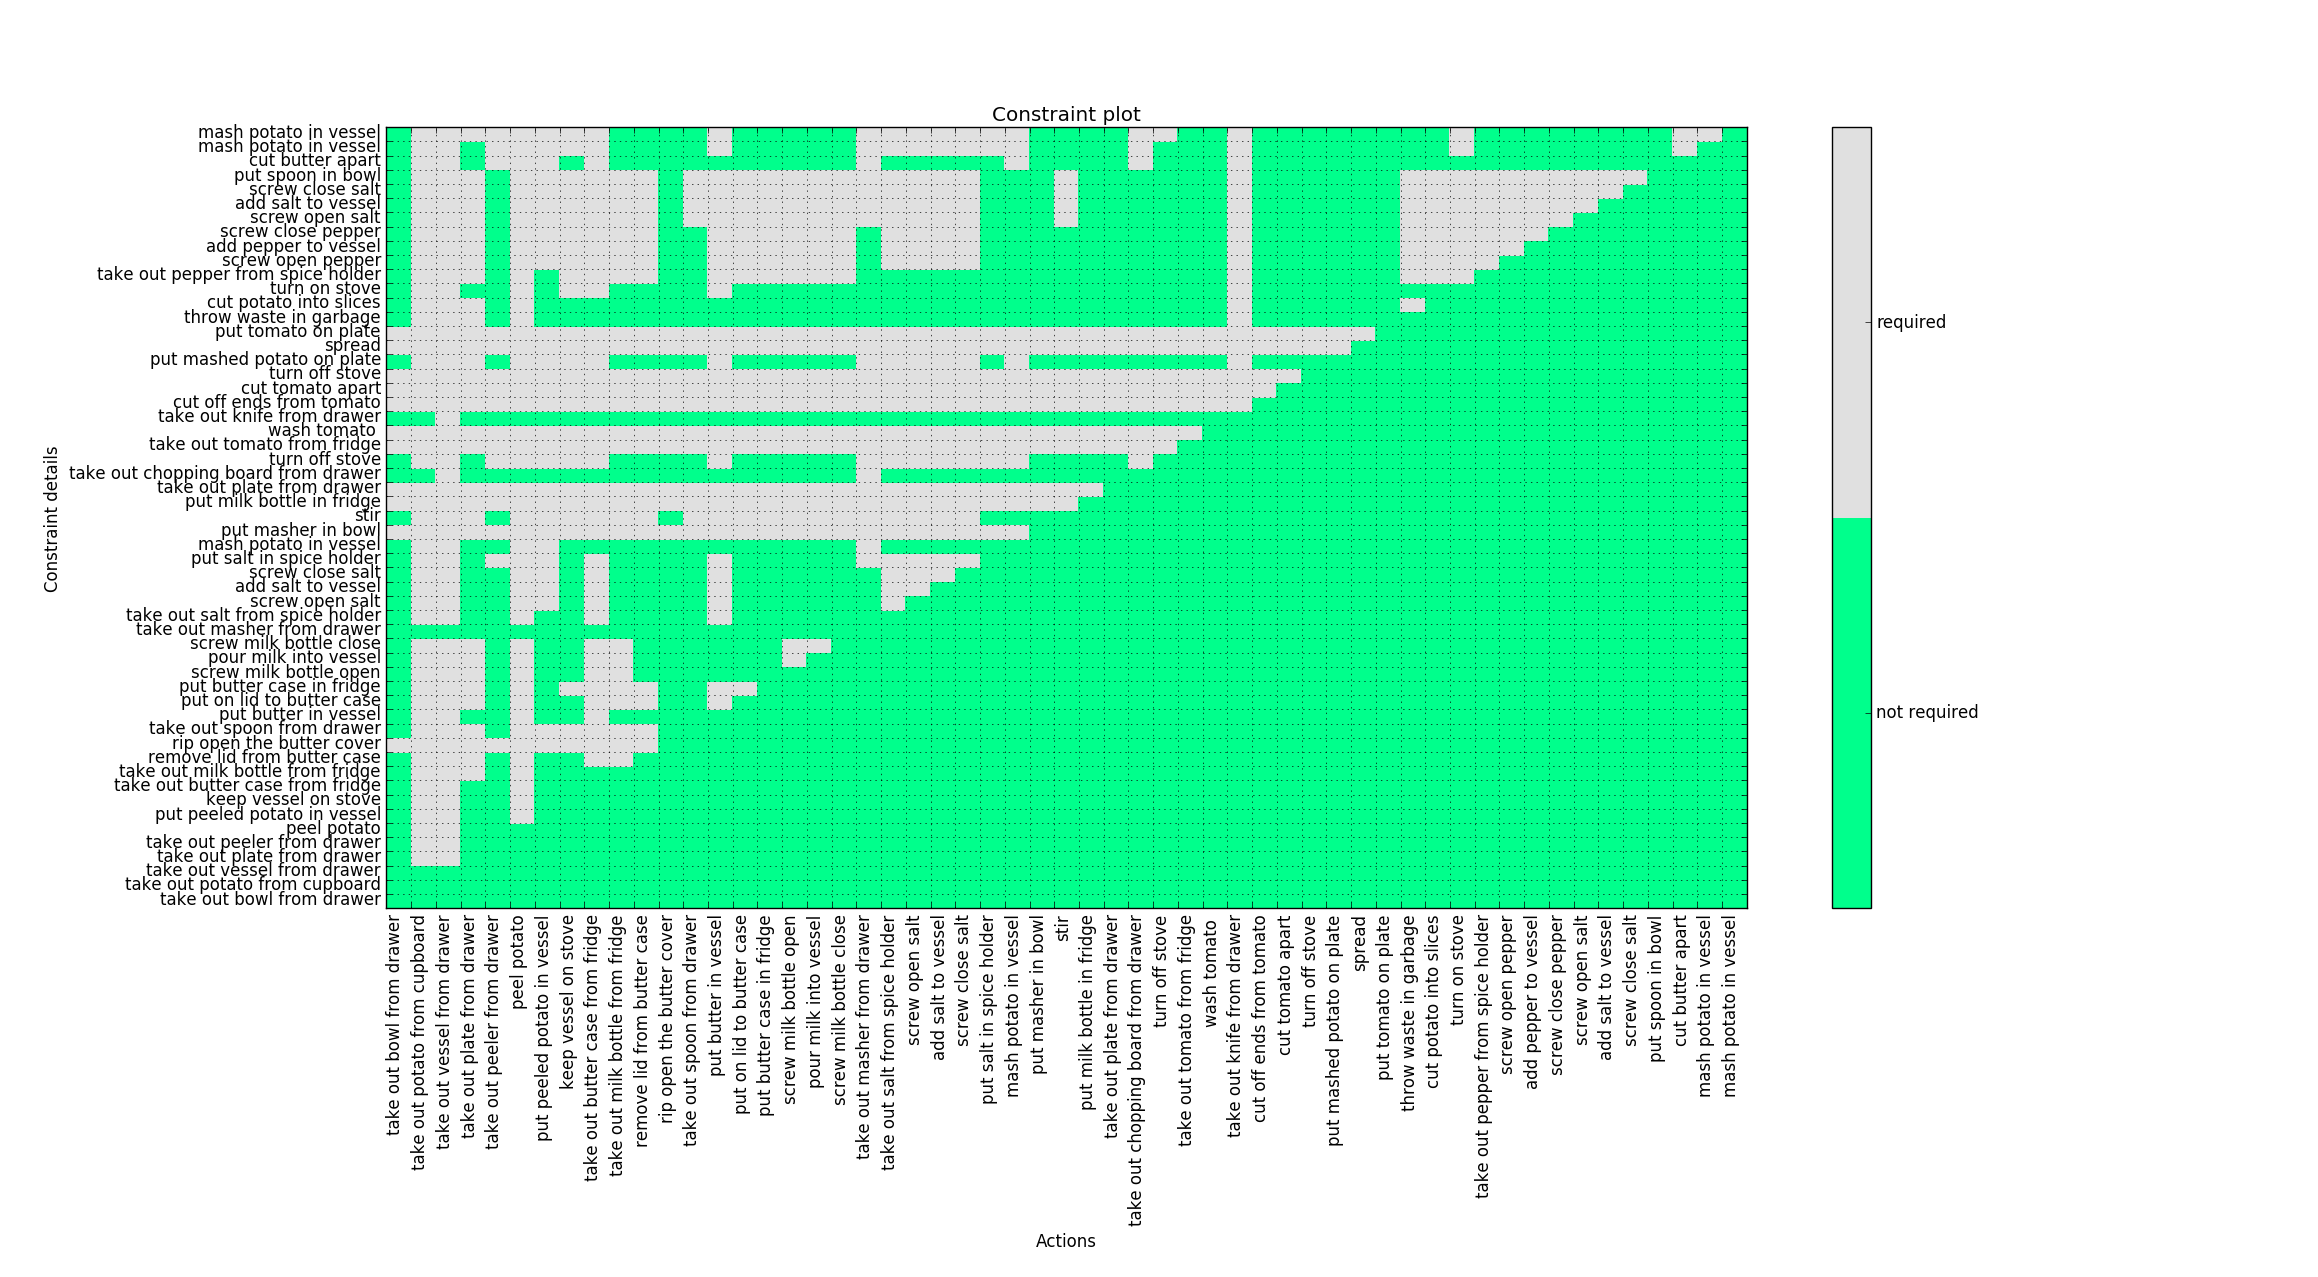 Constraint plot
mash potato in vessel
mash potato in vessel
cut butter apart
put spoon in bowl
screw close salt
add salt to vessel
screw open salt
screw close pepper
add pepper to vessel
screw open pepper
take out pepper from spice holder
turn on stove
cut potato into slices
throw waste in garbage
put tomato on plate
spread
put mashed potato on plate
turn off stove
cut tomato apart
cut off ends from tomato
take out knife from drawer
wash tomato
take out tomato from fridge
turn off stove
take out chopping board from drawer
take out plate from drawer
put milk bottle in fridge
stir
put masher in bowl
mash potato in vessel
put salt in spice holder
screw close salt
add salt to vessel
screw open salt
take out salt from spice holder
take out masher from drawer
screw milk bottle close
pour milk into vessel
screw milk bottle open
put butter case in fridge
put on lid to butter case
put butter in vessel
take out spoon from drawer
rip open the butter cover
remove lid from butter case
take out milk bottle from fridge
take out butter case from fridge
keep vessel on stove
put peeled potato in vessel
peel potato
take out peeler from drawer
take out plate from drawer
take out vessel from drawer
take out potato from cupboard
take out bowl from drawer
Constraint details
take out bowl from drawer
take out potato from cupboard
take out vessel from drawer
take out plate from drawer
take out peeler from drawer
peel potato
put peeled potato in vessel
keep vessel on stove
take out butter case from fridge
take out milk bottle from fridge
remove lid from butter case
rip open the butter cover
take out spoon from drawer
put butter in vessel
put on lid to butter case
put butter case in fridge
screw milk bottle open
pour milk into vessel
screw milk bottle close
take out masher from drawer
take out salt from spice holder
screw open salt
add salt to vessel
screw close salt
put salt in spice holder
mash potato in vessel
put masher in bowl
stir
put milk bottle in fridge
take out plate from drawer
take out chopping board from drawer
turn off stove
take out tomato from fridge
wash tomato
take out knife from drawer
cut off ends from tomato
cut tomato apart
turn off stove
put mashed potato on plate
spread
put tomato on plate
throw waste in garbage
cut potato into slices
turn on stove
take out pepper from spice holder
screw open pepper
add pepper to vessel
screw close pepper
screw open salt
add salt to vessel
screw close salt
put spoon in bowl
cut butter apart
mash potato in vessel
mash potato in vessel
Actions
required
not required